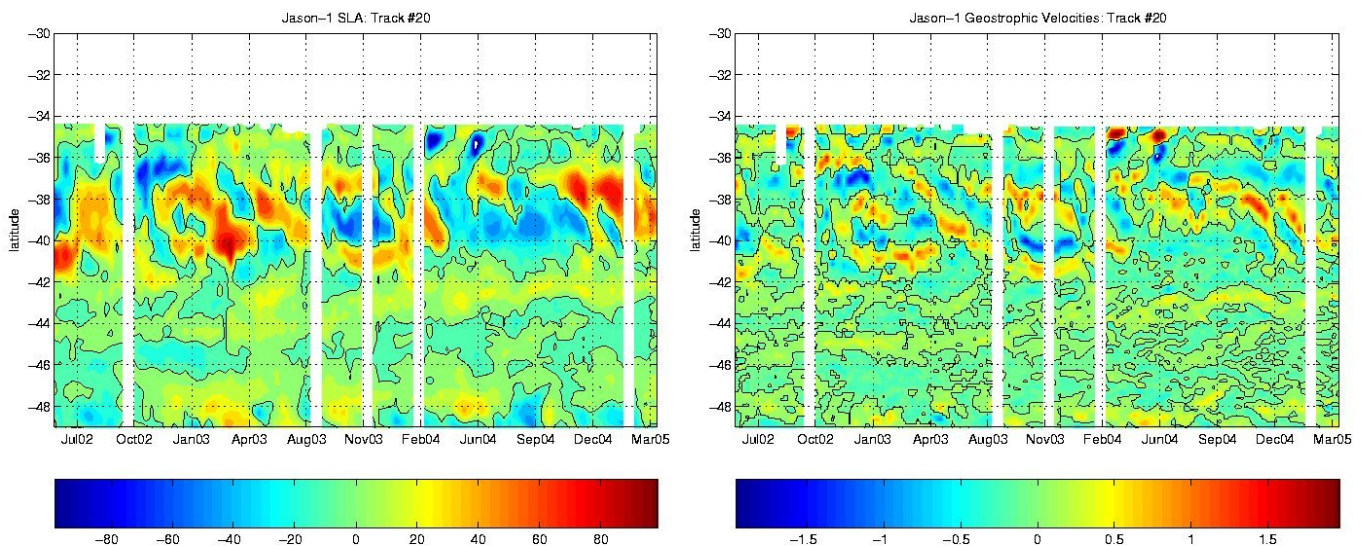 Jason−1 SLA: Track #20
−30
−32
−34
−36
−38
−40
−42
−44
−46
−48
latitude
Jul02 Oct02 Jan03 Apr03 Aug03 Nov03 Feb04 Jun04 Sep04 Dec04 Mar05
−80 −60 −40 −20 0 20 40 60 80
Jason−1 Geostrophic Velocities: Track #20
−30
−32
−34
−36
−38
−40
−42
−44
−46
−48
latitude
Jul02 Oct02 Jan03 Apr03 Aug03 Nov03 Feb04 Jun04 Sep04 Dec04 Mar05
−1.5 −1 −0.5 0 0.5 1 1.5